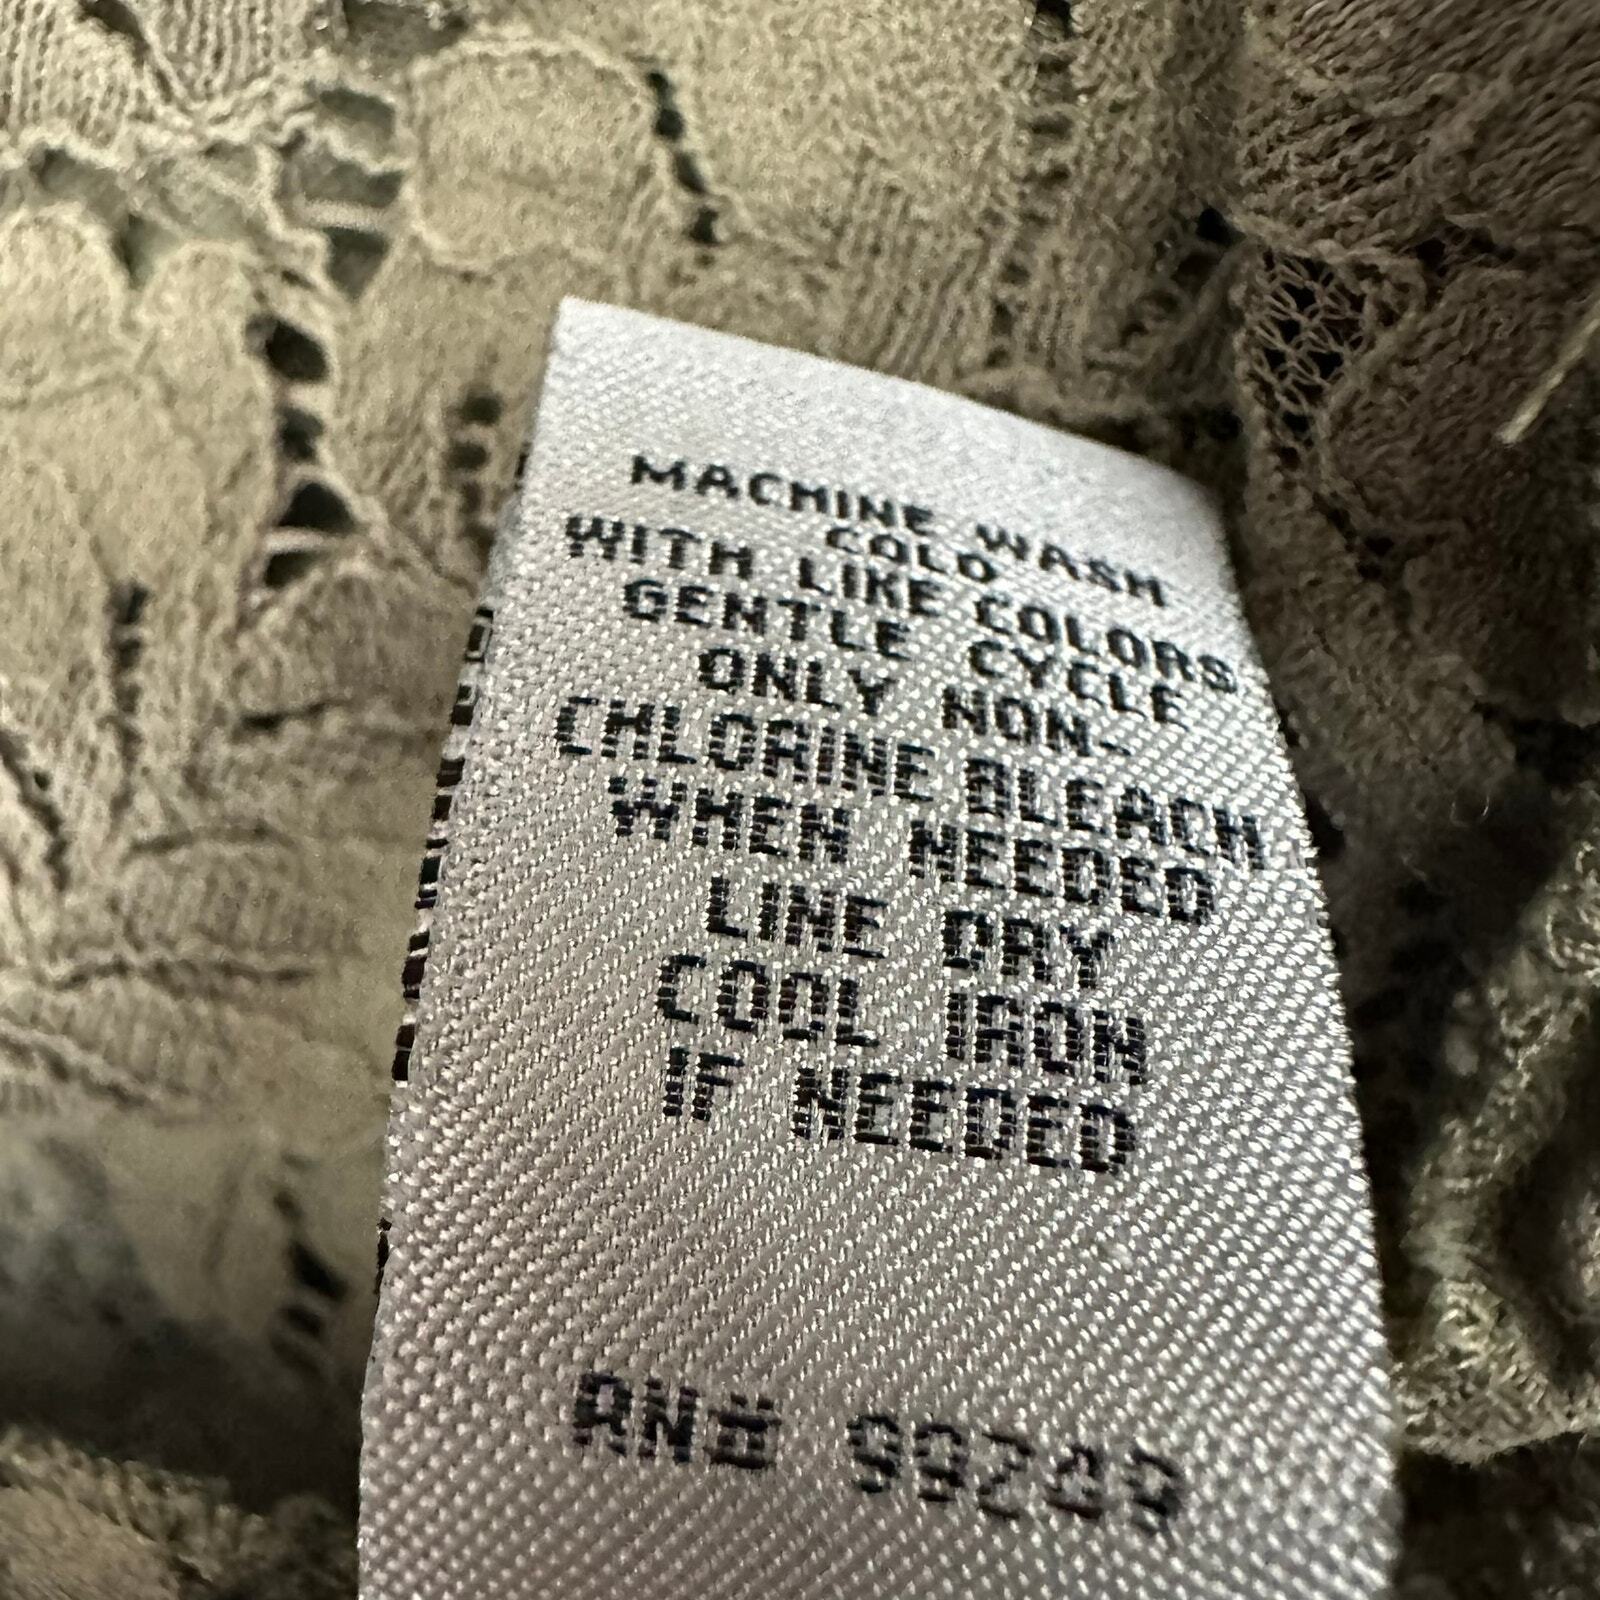 MACHINE WASH
COLD
WITH LIKE COLORS
GENTLE CYCLE
ONLY NON-
CHLORINE BLEACH
WHEN NEEDED
LINE DRY
COOL IRON
IF NEEDED
RN#